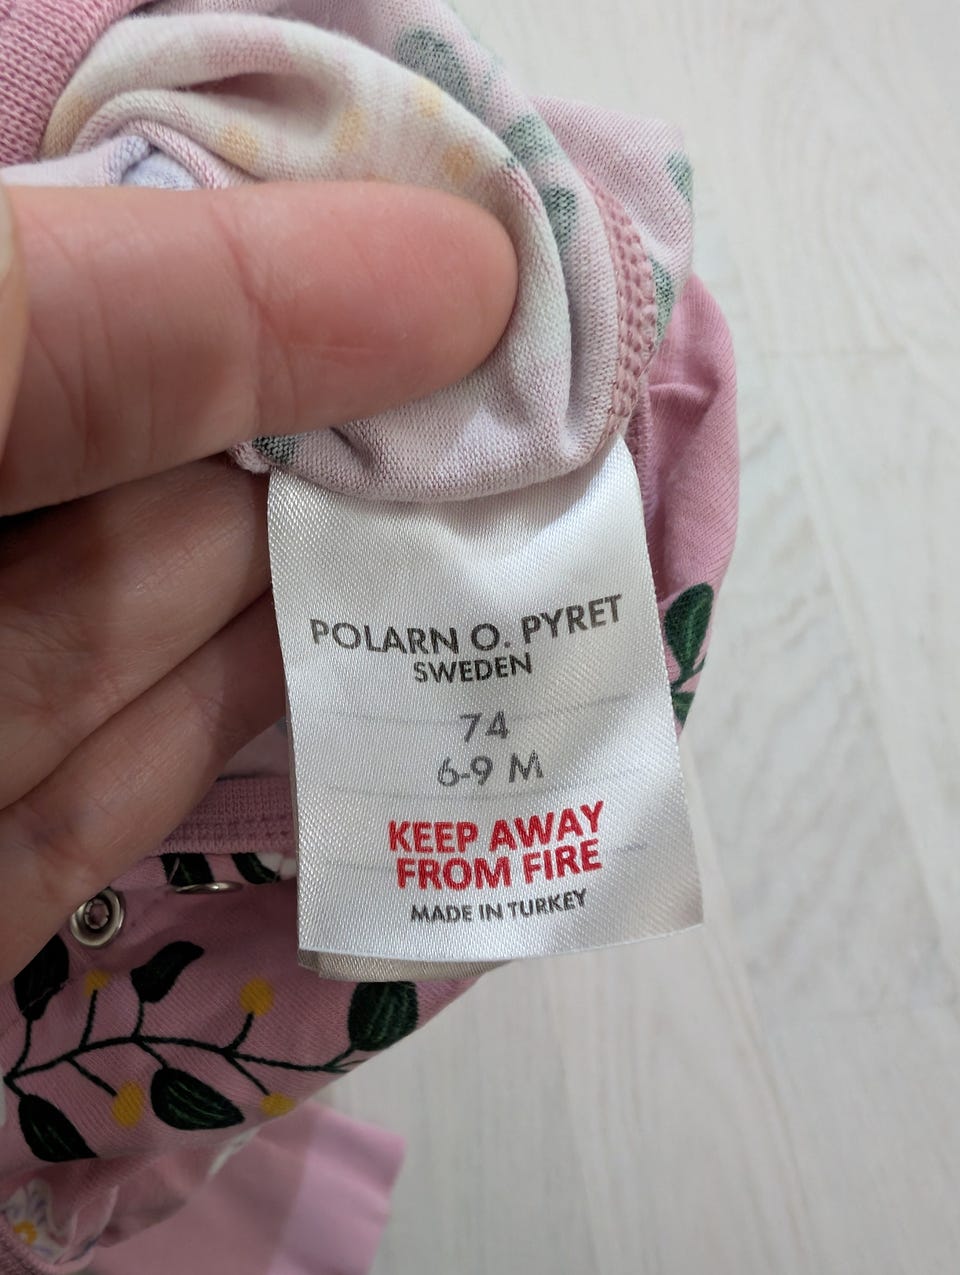 POLARN O. PYRET
SWEDEN
74
6-9 M
KEEP AWAY
FROM FIRE
MADE IN TURKEY